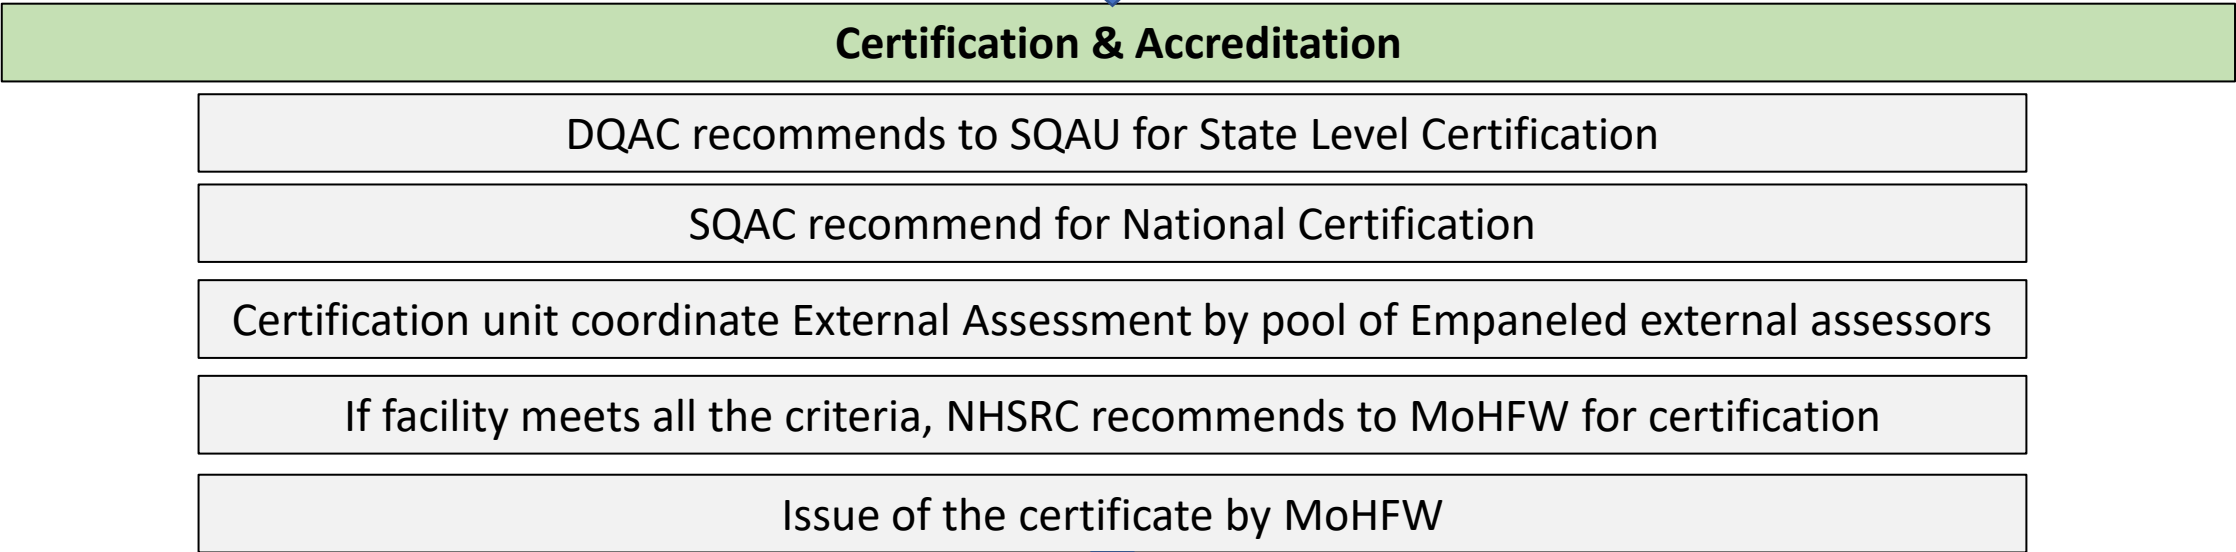 Certification & Accreditation
DQAC recommends to SQAU for State Level Certification
SQAC recommend for National Certification
Certification unit coordinate External Assessment by pool of Empaneled external assessors
If facility meets all the criteria, NHSRC recommends to MoHFW for certification
Issue of the certificate by MoHFW